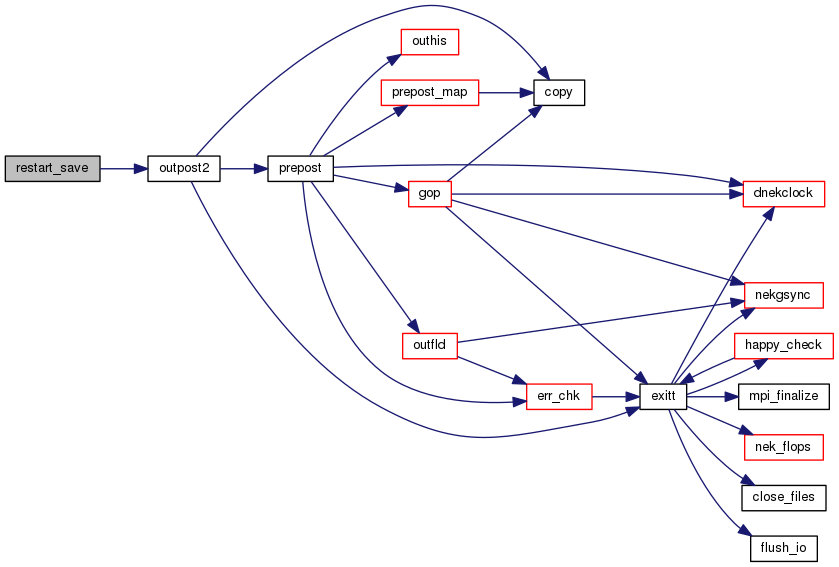 restart_save
outpost2
prepost
outhis
prepost_map
copy
gop
dnekclock
nekgsync
outfld
happy_check
err_chk
exitt
mpi_finalize
nek_flops
close_files
flush_io